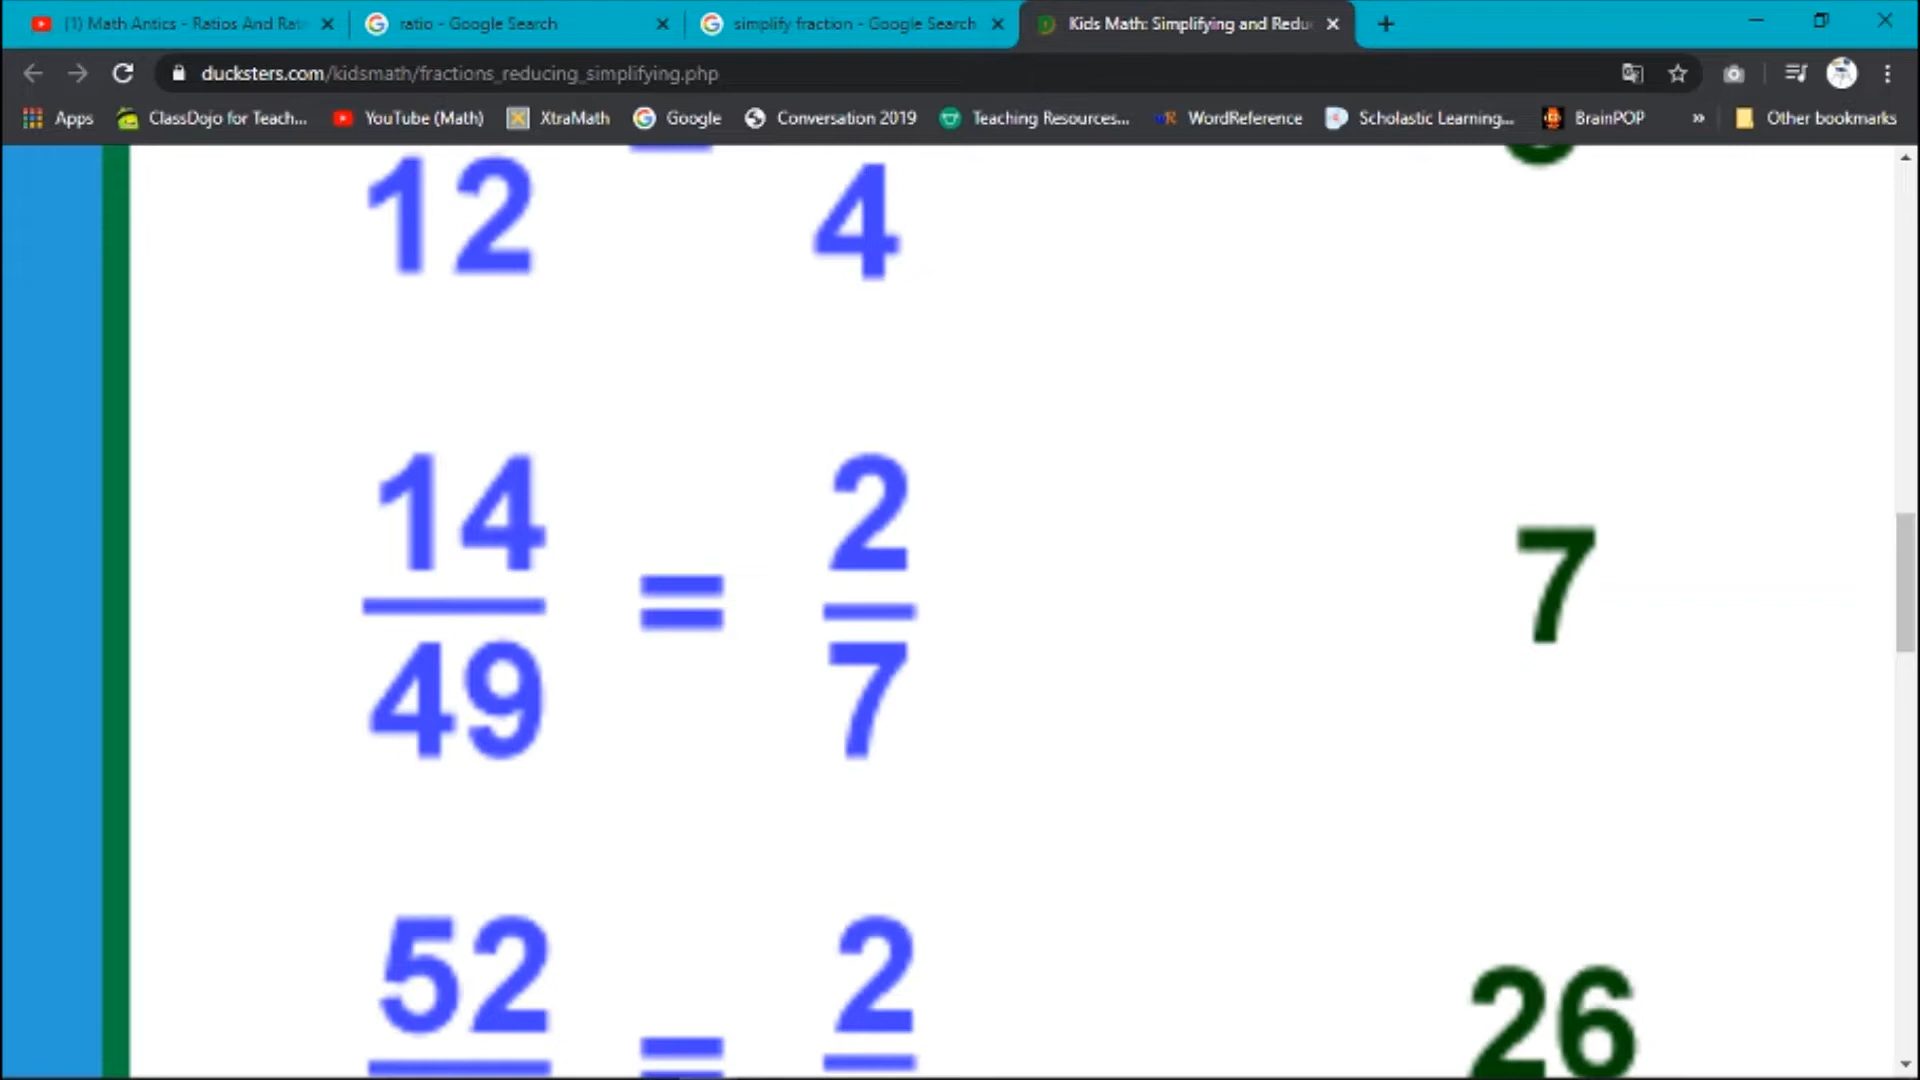 (1) Math Antics - Ratios And Rat
ratio - Google Search
simplify fraction - Google Search
Kids Math: Simplifying and Redu
ducksters.com/kidsmath/fractions_reducing_simplifying.php
Apps
ClassDojo for Teach...
YouTube (Math)
XtraMath
Google
Conversation 2019
Teaching Resources...
WordReference
Scholastic Learning...
BrainPOP
»
Other bookmarks
=
12 4
14 2
= 7
49 7
52 2
= 26